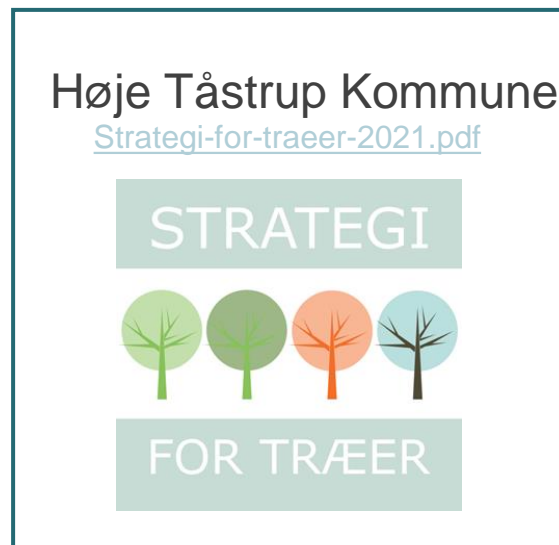 Høje Tåstrup Kommune
Strategi-for-traeer-2021.pdf
STRATEGI
FOR TRÆER